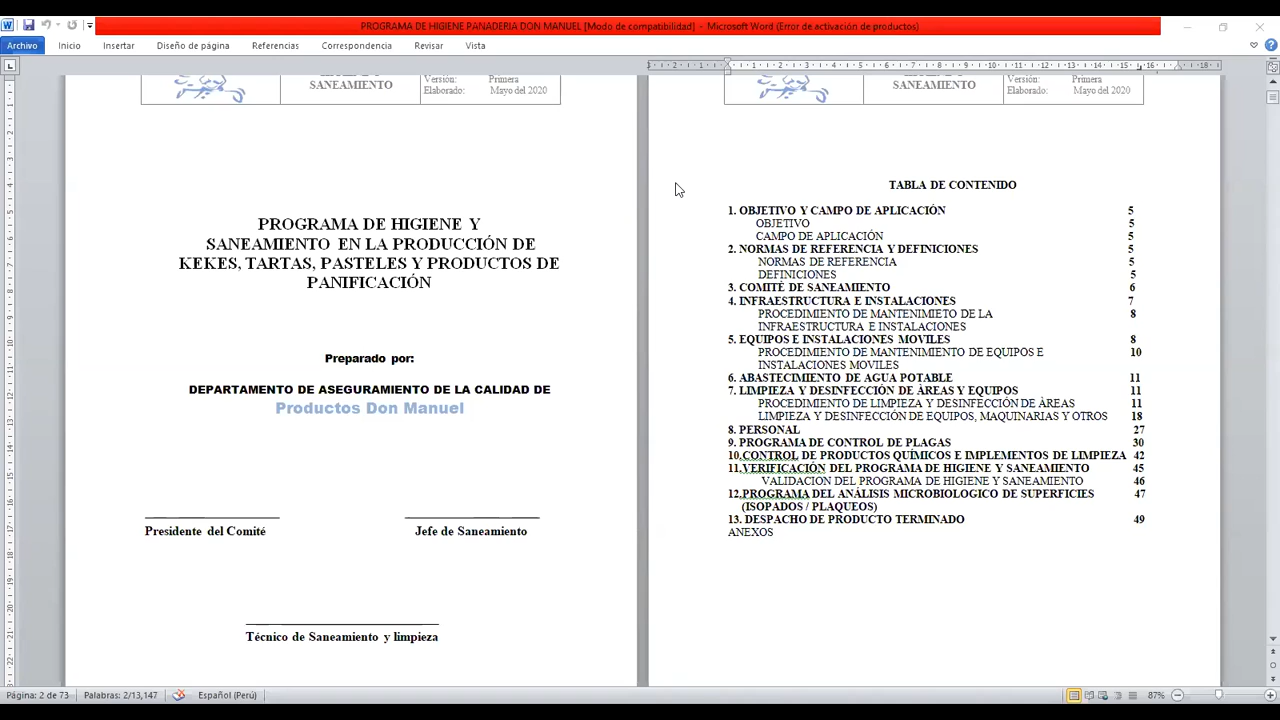 PROGRAMA DE HIGIENE PANADERIA DON MANUEL [Modo de compatibilidad] - Microsoft Word (Error de activación de productos)
Archivo Inicio Insertar Diseño de página Referencias Correspondencia Revisar Vista
SANEAMIENTO
Versión: Primera
Elaborado: Mayo del 2020
PROGRAMA DE HIGIENE Y
SANEAMIENTO EN LA PRODUCCIÓN DE
KEKES, TARTAS, PASTELES Y PRODUCTOS DE
PANIFICACIÓN
Preparado por:
DEPARTAMENTO DE ASEGURAMIENTO DE LA CALIDAD DE
Productos Don Manuel
Presidente del Comité
Jefe de Saneamiento
Técnico de Saneamiento y limpieza
SANEAMIENTO
Versión: Primera
Elaborado: Mayo del 2020
TABLA DE CONTENIDO
1. OBJETIVO Y CAMPO DE APLICACIÓN 5
OBJETIVO 5
CAMPO DE APLICACIÓN 5
2. NORMAS DE REFERENCIA Y DEFINICIONES 5
NORMAS DE REFERENCIA 5
DEFINICIONES 5
3. COMITÉ DE SANEAMIENTO 6
4. INFRAESTRUCTURA E INSTALACIONES 7
PROCEDIMIENTO DE MANTENIMIETO DE LA 8
INFRAESTRUCTURA E INSTALACIONES
5. EQUIPOS E INSTALACIONES MOVILES 8
PROCEDIMIENTO DE MANTENIMIENTO DE EQUIPOS E 10
INSTALACIONES MOVILES
6. ABASTECIMIENTO DE AGUA POTABLE 11
7. LIMPIEZA Y DESINFECCIÓN DE ÀREAS Y EQUIPOS 11
PROCEDIMIENTO DE LIMPIEZA Y DESINFECCIÓN DE ÀREAS 11
LIMPIEZA Y DESINFECCIÓN DE EQUIPOS, MAQUINARIAS Y OTROS 18
8. PERSONAL 27
9. PROGRAMA DE CONTROL DE PLAGAS 30
10.CONTROL DE PRODUCTOS QUÍMICOS E IMPLEMENTOS DE LIMPIEZA 42
11.VERIFICACIÓN DEL PROGRAMA DE HIGIENE Y SANEAMIENTO 45
VALIDACION DEL PROGRAMA DE HIGIENE Y SANEAMIENTO 46
12.PROGRAMA DEL ANÁLISIS MICROBIOLOGICO DE SUPERFICIES 47
(ISOPADOS / PLAQUEOS)
13. DESPACHO DE PRODUCTO TERMINADO 49
ANEXOS
Página: 2 de 73 Palabras: 2/13,147 Español (Perú) 87%